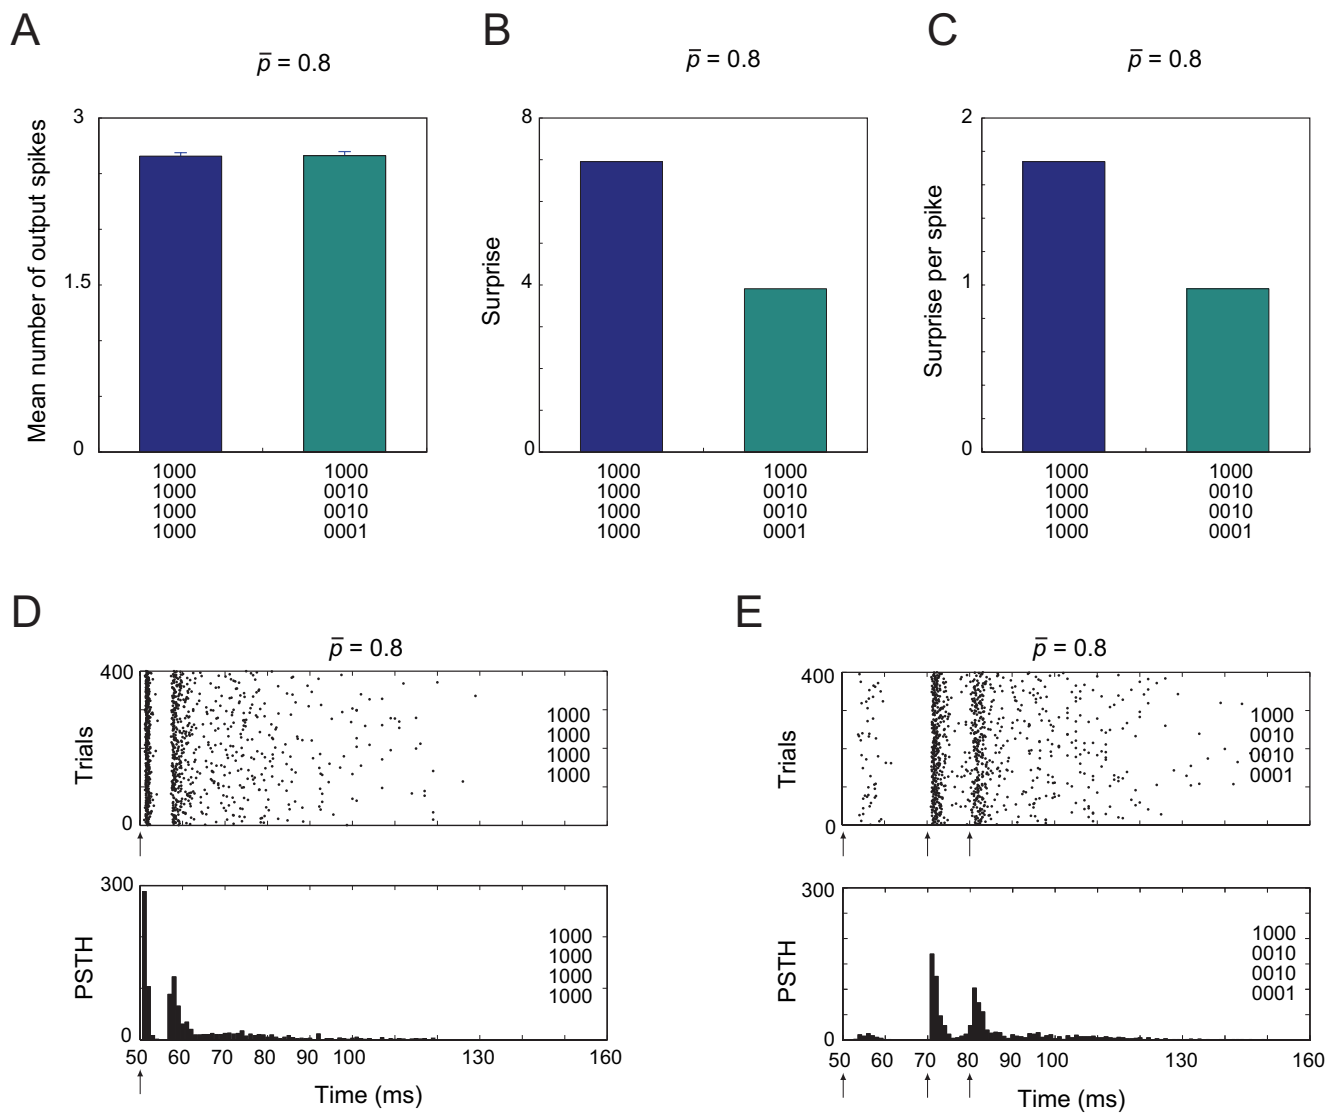 A
B
C
p̄ = 0.8
p̄ = 0.8
p̄ = 0.8
Mean number of output spikes
3
1.5
0
1000 1000
1000 0010
1000 0010
1000 0001
Surprise
8
4
0
1000 1000
1000 0010
1000 0010
1000 0001
Surprise per spike
2
1
0
1000 1000
1000 0010
1000 0010
1000 0001
D
p̄ = 0.8
Trials
400
0
1000
1000
1000
1000
PSTH
300
0
1000
1000
1000
1000
50 60 70 80 90 100 160
Time (ms)
E
p̄ = 0.8
Trials
400
0
1000
0010
0010
0001
PSTH
300
0
1000
0010
0010
0001
50 60 70 80 90 100 130 160
Time (ms)